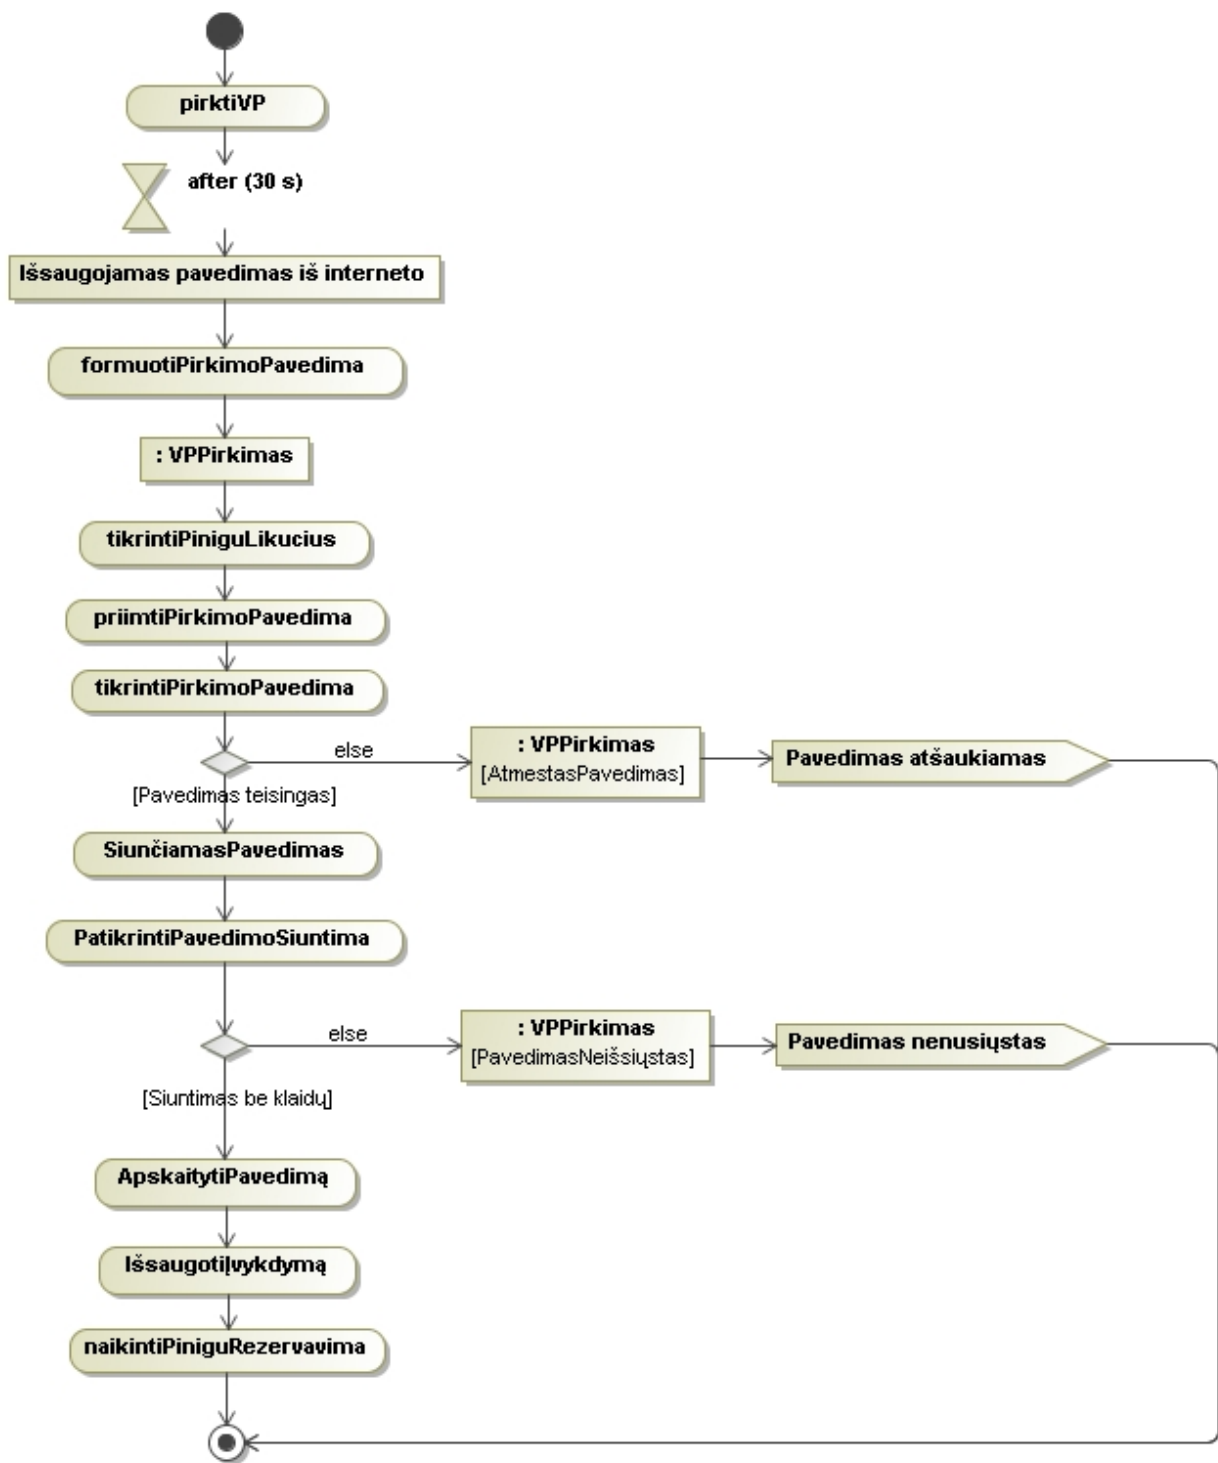 pirktiVP
after (30 s)
Išsaugojamas pavedimas iš interneto
formuotiPirkimoPavedima
: VPPirkimas
tikrintiPiniguLikucius
priimtiPirkimoPavedima
tikrintiPirkimoPavedima
else
: VPPirkimas
[AtmestasPavedimas]
Pavedimas atšaukiamas
[Pavedimas teisingas]
SiunčiamasPavedimas
PatikrintiPavedimoSiuntima
else
: VPPirkimas
[PavedimasNeišsiųstas]
Pavedimas nenusiųstas
[Siuntimas be klaidų]
ApskaitytiPavedimą
IšsaugotiĮvykdymą
naikintiPiniguRezervavima